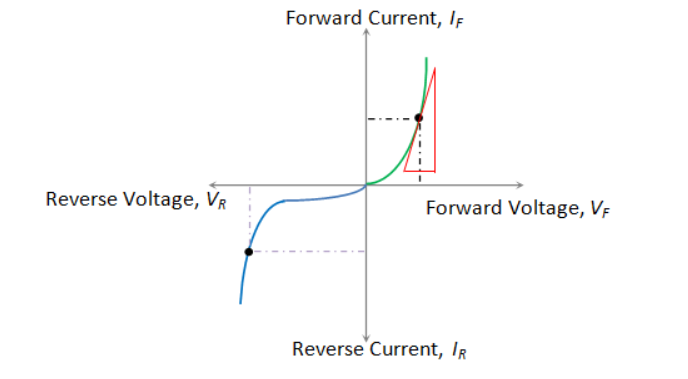 Forward Current, IF
Reverse Voltage, VR
Forward Voltage, VF
Reverse Current, IR